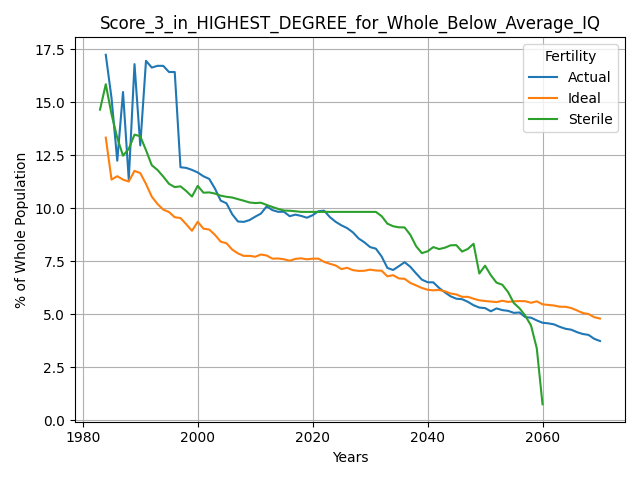 Score_3_in_HIGHEST_DEGREE_for_Whole_Below_Average_IQ
Fertility
Actual
Ideal
Sterile
% of Whole Population
17.5
15.0
12.5
10.0
7.5
5.0
2.5
0.0
1980 2000 2020 2040 2060
Years